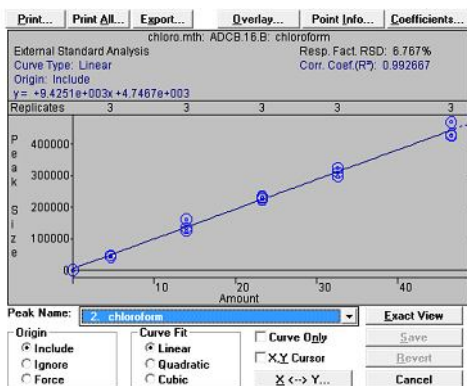 Print... Print All... Export... Overlay... Point Info... Coefficients...
chloro.mth: ADCB.16.B: chloroform
External Standard Analysis Resp. Fact. RSD: 6.767%
Curve Type: Linear Corr. Coef.(R²): 0.992667
Origin: Include
y = +9.4251e+003x +4.7467e+003
Replicates 3 3 3 3 3
Peak Size
400000
300000
200000
100000
0
10 20 30 40
Amount
Peak Name: 2. chloroform Exact View
Origin Curve Fit Curve Only Save
Include Linear
Ignore Quadratic X,Y Cursor Revert
Force Cubic X <--> Y... Cancel